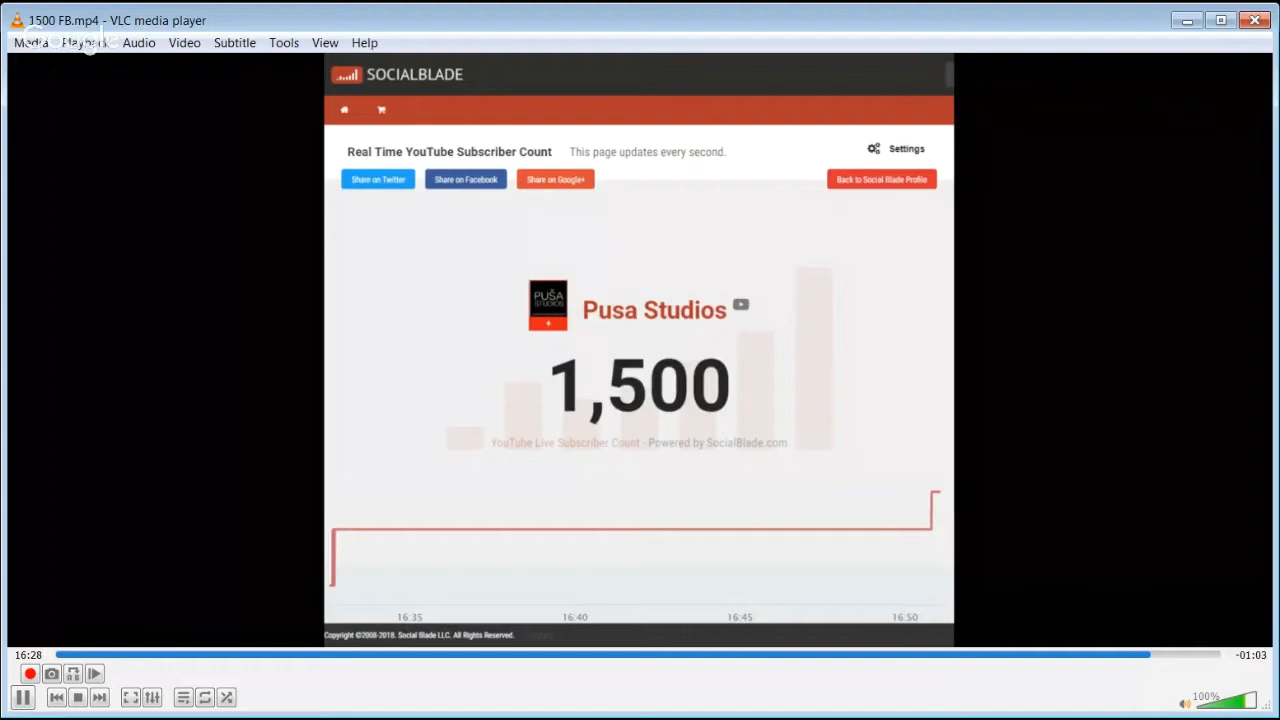 1500 FB.mp4 - VLC media player
Media Playback Audio Video Subtitle Tools View Help
Google
SOCIALBLADE
Real Time YouTube Subscriber Count This page updates every second.
Settings
Share on Twitter Share on Facebook Share on Google+ Back to Social Blade Profile
PUŠA
STUDIOS
Pusa Studios
1,500
YouTube Live Subscriber Count - Powered by SocialBlade.com
16:35 16:40 16:45 16:50
Copyright ©2008-2018. Social Blade LLC. All Rights Reserved.
16:28 -01:03
100%